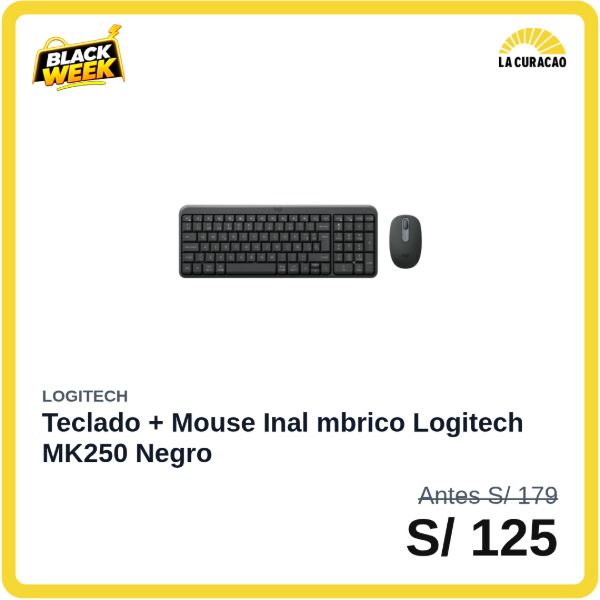 BLACK
WEEK
LA CURACAO
LOGITECH
Teclado + Mouse Inal mbrico Logitech
MK250 Negro
Antes S/ 179
S/ 125